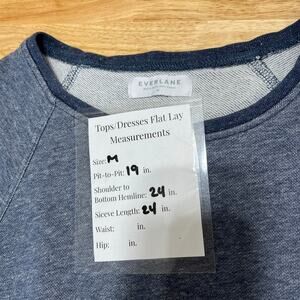 EVERLANE
Tops/Dresses Flat Lay
Measurements
Size: M
Pit-to-Pit: 19 in.
Shoulder to
Bottom Hemline: 24 in.
Sleeve Length: 24 in.
Waist: in.
Hip: in.